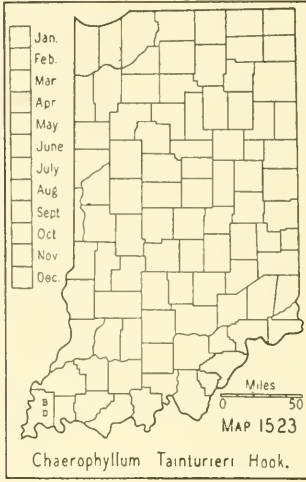 Jan.
Feb.
Mar
Apr
May
June
July
Aug
Sept
Oct
Nov
Dec.
B
D
Miles
0 50
MAP 1523
Chaerophyllum Tainturieri Hook.